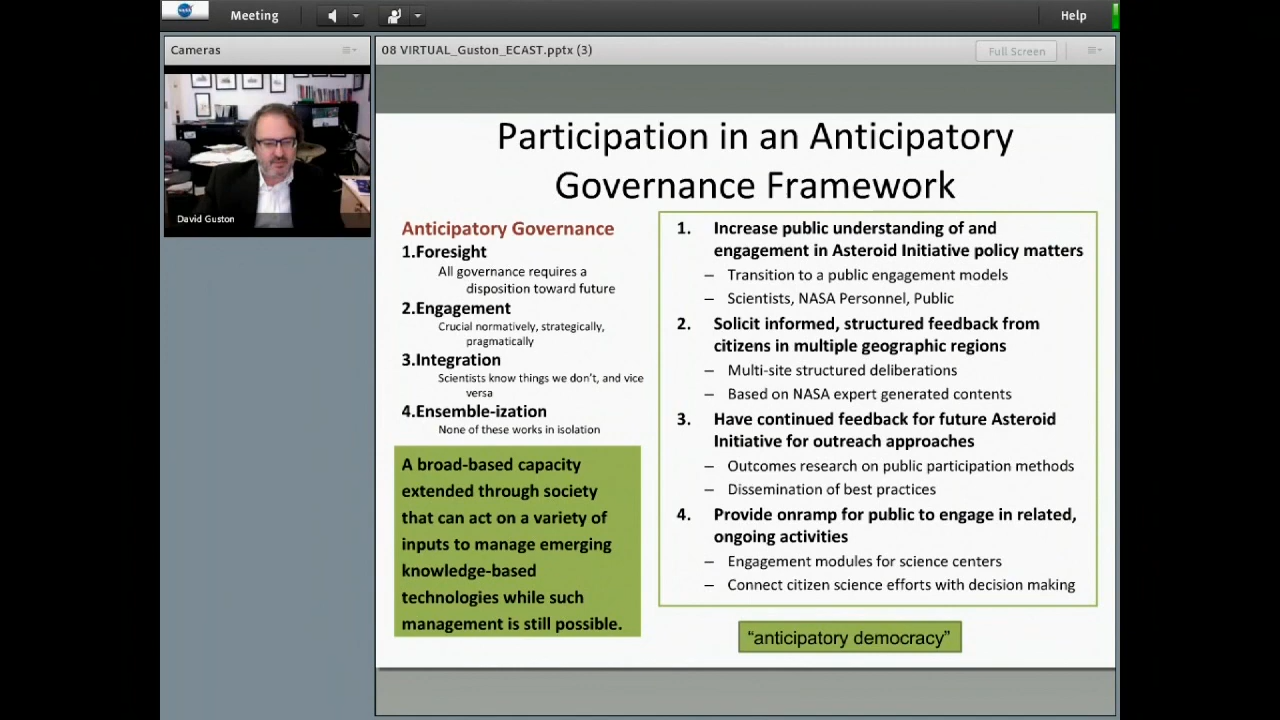 NASA
Meeting
Help
Cameras
David Guston
08 VIRTUAL_Guston_ECAST.pptx (3)
Full Screen
Participation in an Anticipatory
Governance Framework
Anticipatory Governance
1.Foresight
All governance requires a
disposition toward future
2.Engagement
Crucial normatively, strategically,
pragmatically
3.Integration
Scientists know things we don't, and vice
versa
4.Ensemble-ization
None of these works in isolation
A broad-based capacity
extended through society
that can act on a variety of
inputs to manage emerging
knowledge-based
technologies while such
management is still possible.
1. Increase public understanding of and
engagement in Asteroid Initiative policy matters
– Transition to a public engagement models
– Scientists, NASA Personnel, Public
2. Solicit informed, structured feedback from
citizens in multiple geographic regions
– Multi-site structured deliberations
– Based on NASA expert generated contents
3. Have continued feedback for future Asteroid
Initiative for outreach approaches
– Outcomes research on public participation methods
– Dissemination of best practices
4. Provide onramp for public to engage in related,
ongoing activities
– Engagement modules for science centers
– Connect citizen science efforts with decision making
“anticipatory democracy”